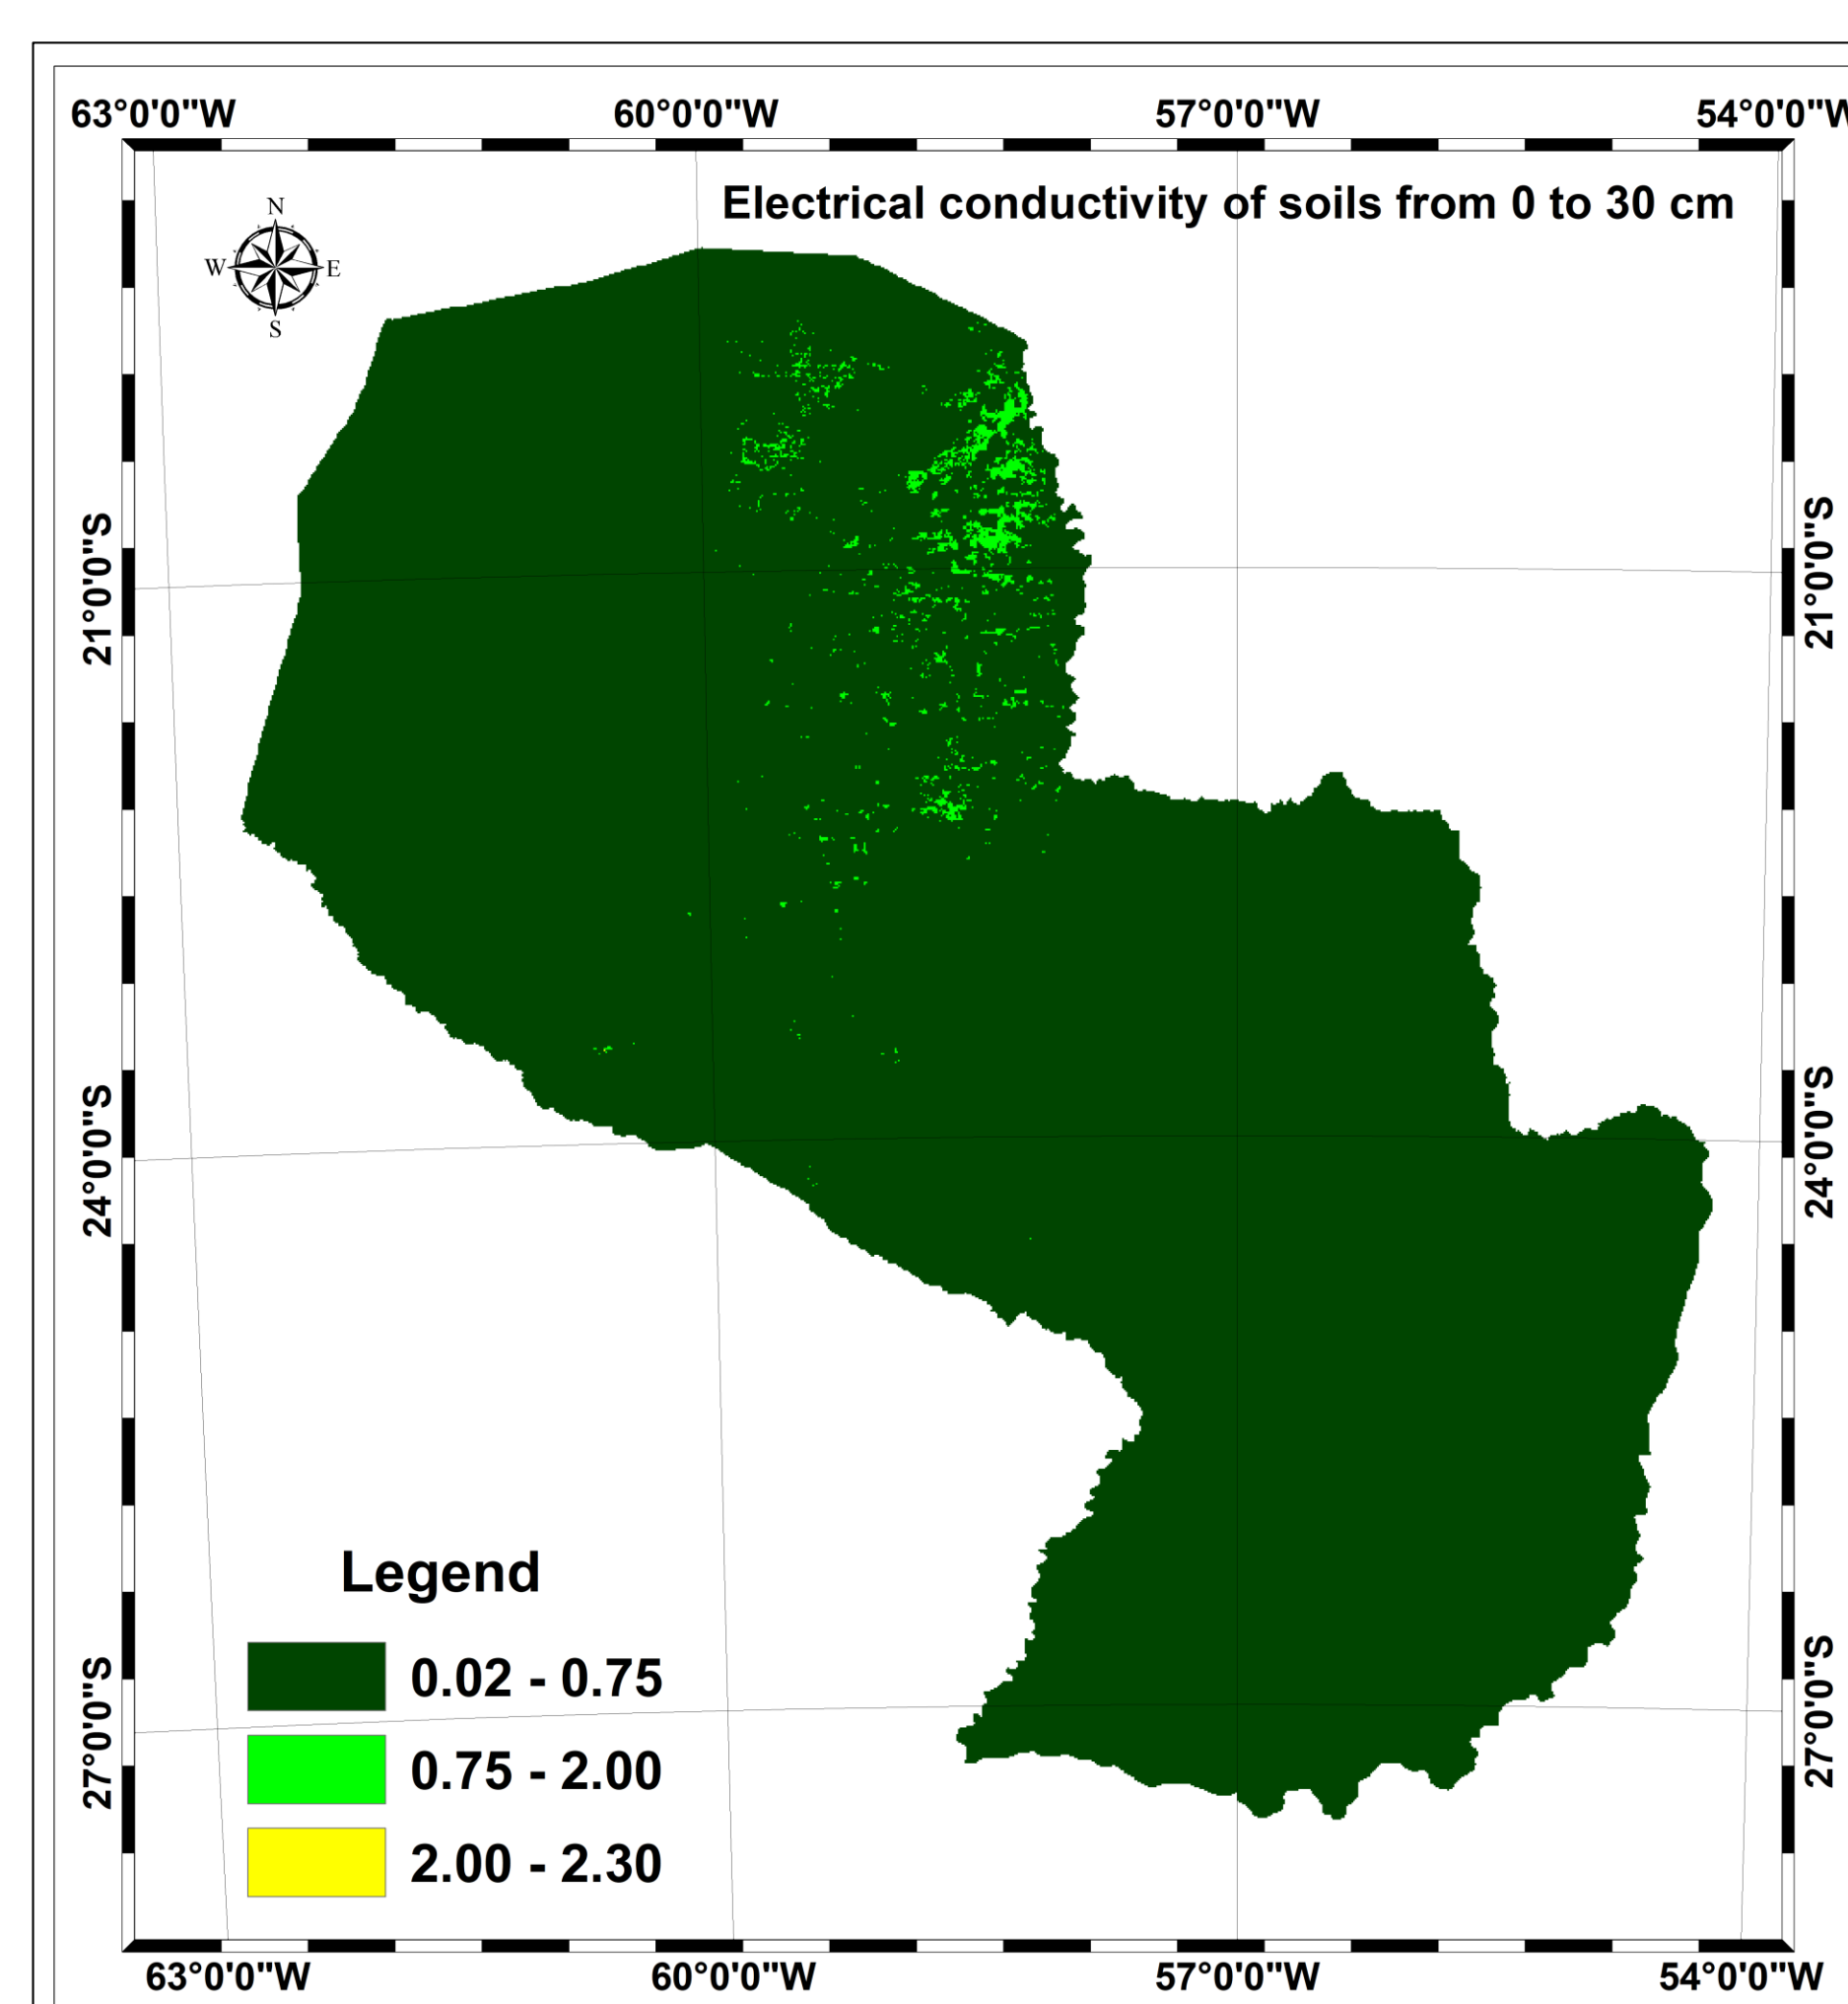 63°0'0"W 60°0'0"W 57°0'0"W 54°0'0"W
Electrical conductivity of soils from 0 to 30 cm
N
W E
S
21°0'0"S 21°0'0"S
24°0'0"S 24°0'0"S
Legend
0.02 - 0.75
27°0'0"S 27°0'0"S
0.75 - 2.00
2.00 - 2.30
63°0'0"W 60°0'0"W 57°0'0"W 54°0'0"W